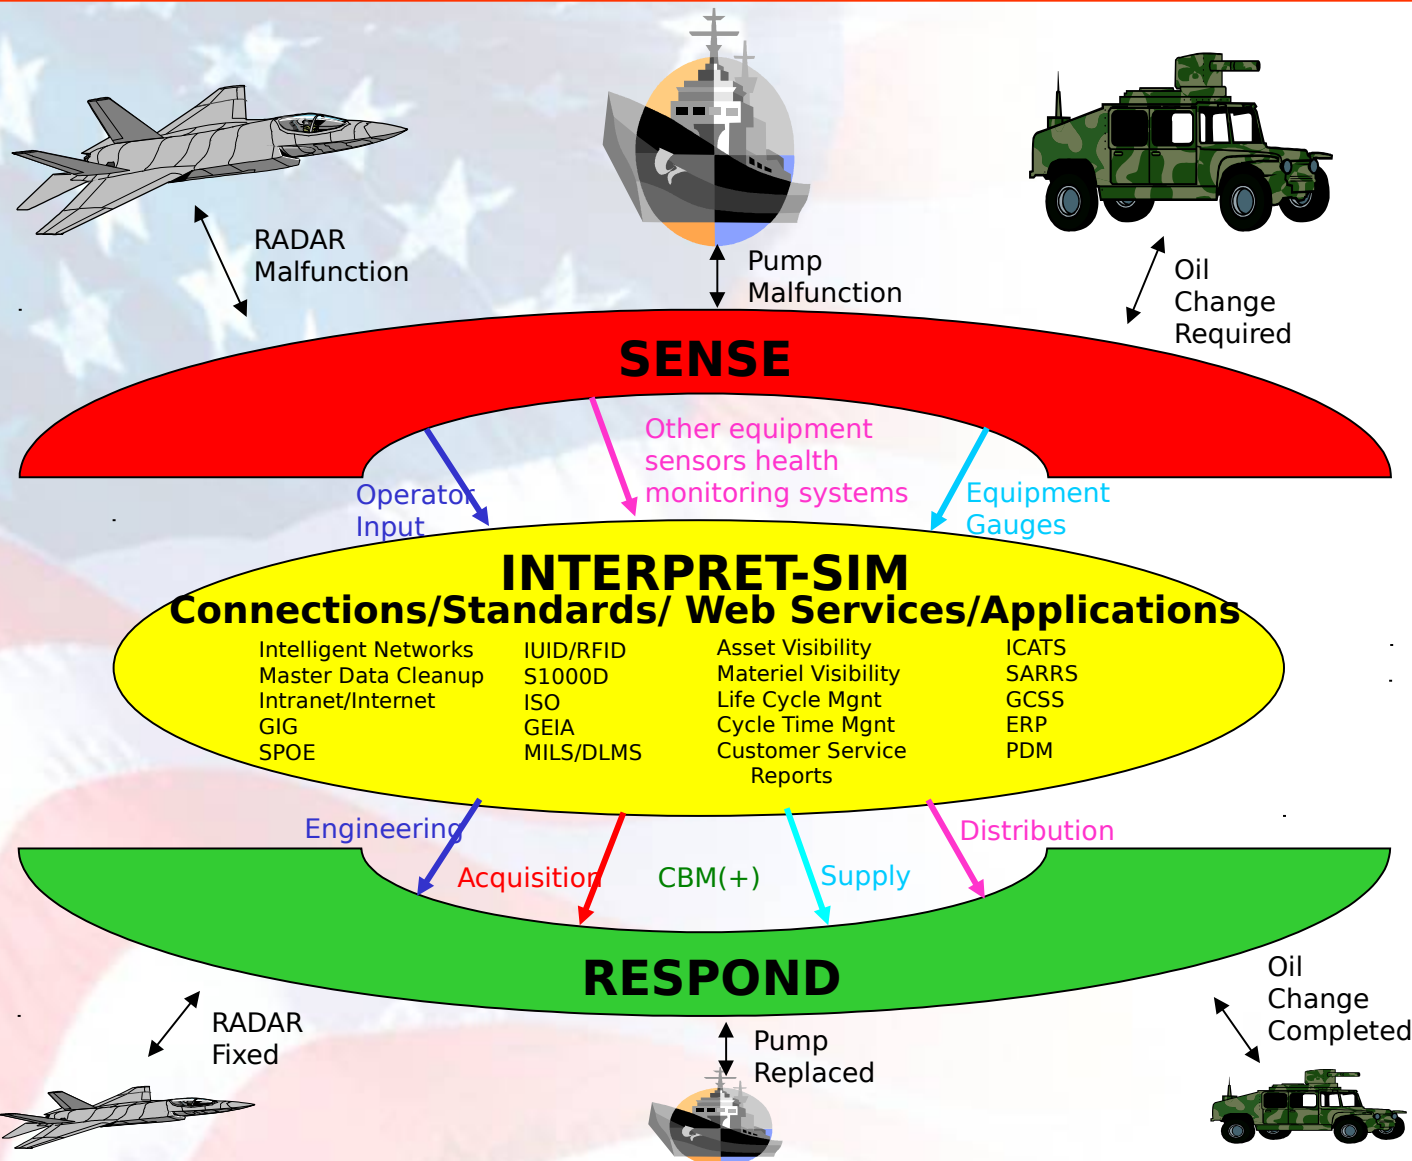 RADAR
Malfunction
Pump
Malfunction
Oil
Change
Required
SENSE
Operator
Input
Other equipment
sensors health
monitoring systems
Equipment
Gauges
INTERPRET-SIM
Connections/Standards/ Web Services/Applications
Intelligent Networks
Master Data Cleanup
Intranet/Internet
GIG
SPOE
IUID/RFID
S1000D
ISO
GEIA
MILS/DLMS
Asset Visibility
Materiel Visibility
Life Cycle Mgnt
Cycle Time Mgnt
Customer Service
Reports
ICATS
SARRS
GCSS
ERP
PDM
Engineering
Acquisition
CBM(+)
Supply
Distribution
RESPOND
RADAR
Fixed
Pump
Replaced
Oil
Change
Completed